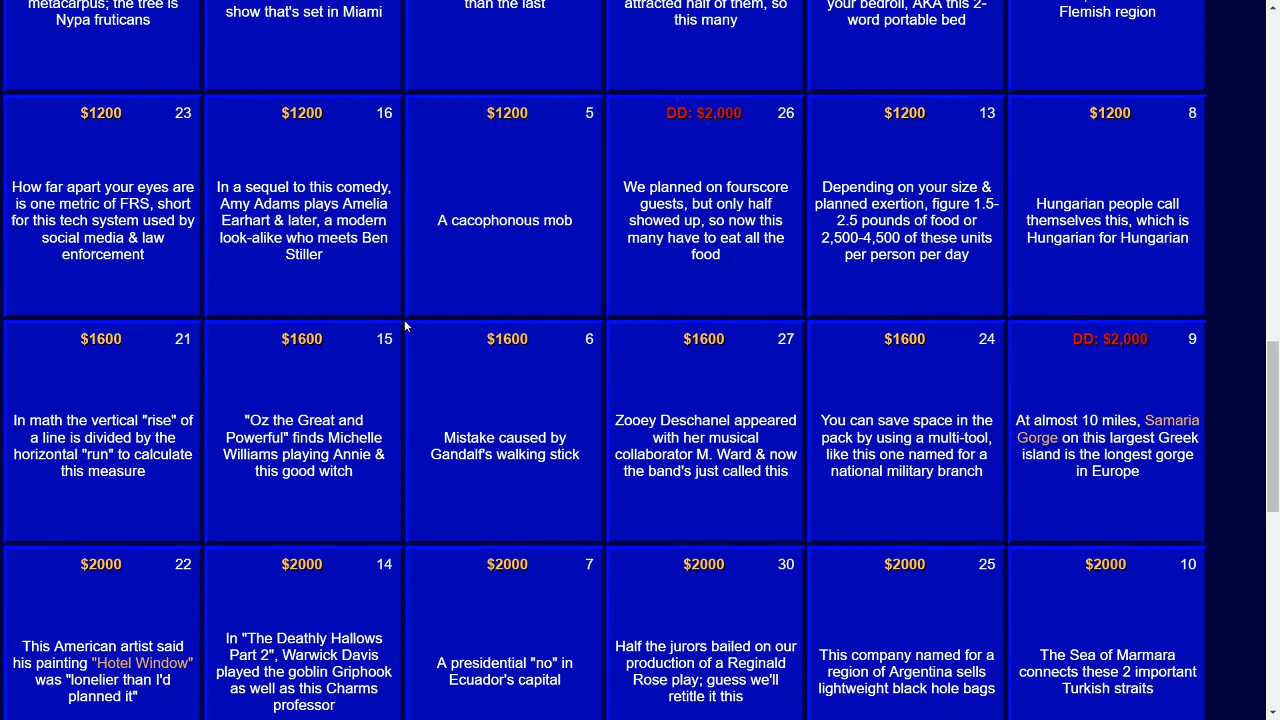 metacarpus; the tree is
Nypa fruticans
show that's set in Miami
than the last
attracted half of them, so
this many
your bedroll, AKA this 2-
word portable bed
Flemish region
$1200 23
How far apart your eyes are
is one metric of FRS, short
for this tech system used by
social media & law
enforcement
$1200 16
In a sequel to this comedy,
Amy Adams plays Amelia
Earhart & later, a modern
look-alike who meets Ben
Stiller
$1200 5
A cacophonous mob
DD: $2,000 26
We planned on fourscore
guests, but only half
showed up, so now this
many have to eat all the
food
$1200 13
Depending on your size &
planned exertion, figure 1.5-
2.5 pounds of food or
2,500-4,500 of these units
per person per day
$1200 8
Hungarian people call
themselves this, which is
Hungarian for Hungarian
$1600 21
In math the vertical "rise" of
a line is divided by the
horizontal "run" to calculate
this measure
$1600 15
"Oz the Great and
Powerful" finds Michelle
Williams playing Annie &
this good witch
$1600 6
Mistake caused by
Gandalf's walking stick
$1600 27
Zooey Deschanel appeared
with her musical
collaborator M. Ward & now
the band's just called this
$1600 24
You can save space in the
pack by using a multi-tool,
like this one named for a
national military branch
DD: $2,000 9
At almost 10 miles, Samaria
Gorge on this largest Greek
island is the longest gorge
in Europe
$2000 22
This American artist said
his painting "Hotel Window"
was "lonelier than I'd
planned it"
$2000 14
In "The Deathly Hallows
Part 2", Warwick Davis
played the goblin Griphook
as well as this Charms
professor
$2000 7
A presidential "no" in
Ecuador's capital
$2000 30
Half the jurors bailed on our
production of a Reginald
Rose play; guess we'll
retitle it this
$2000 25
This company named for a
region of Argentina sells
lightweight black hole bags
$2000 10
The Sea of Marmara
connects these 2 important
Turkish straits